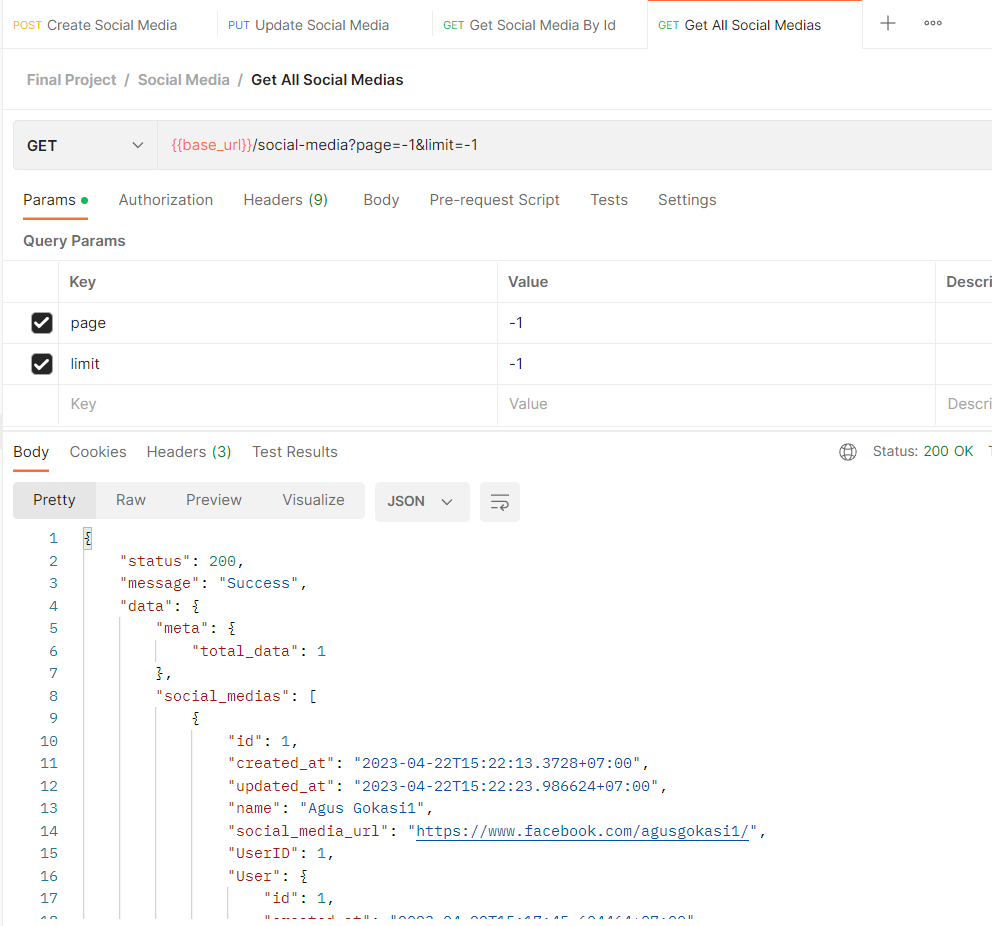 POST Create Social Media PUT Update Social Media GET Get Social Media By Id GET Get All Social Medias
Final Project / Social Media / Get All Social Medias
GET {{base_url}}/social-media?page=-1&limit=-1
Params Authorization Headers (9) Body Pre-request Script Tests Settings
Query Params
Key Value Descri
page -1
limit -1
Key Value Descri
Body Cookies Headers (3) Test Results Status: 200 OK
Pretty Raw Preview Visualize JSON
1 {
2 "status": 200,
3 "message": "Success",
4 "data": {
5 "meta": {
6 "total_data": 1
7 },
8 "social_medias": [
9 {
10 "id": 1,
11 "created_at": "2023-04-22T15:22:13.3728+07:00",
12 "updated_at": "2023-04-22T15:22:23.986624+07:00",
13 "name": "Agus Gokasi1",
14 "social_media_url": "https://www.facebook.com/agusgokasi1/",
15 "UserID": 1,
16 "User": {
17 "id": 1,